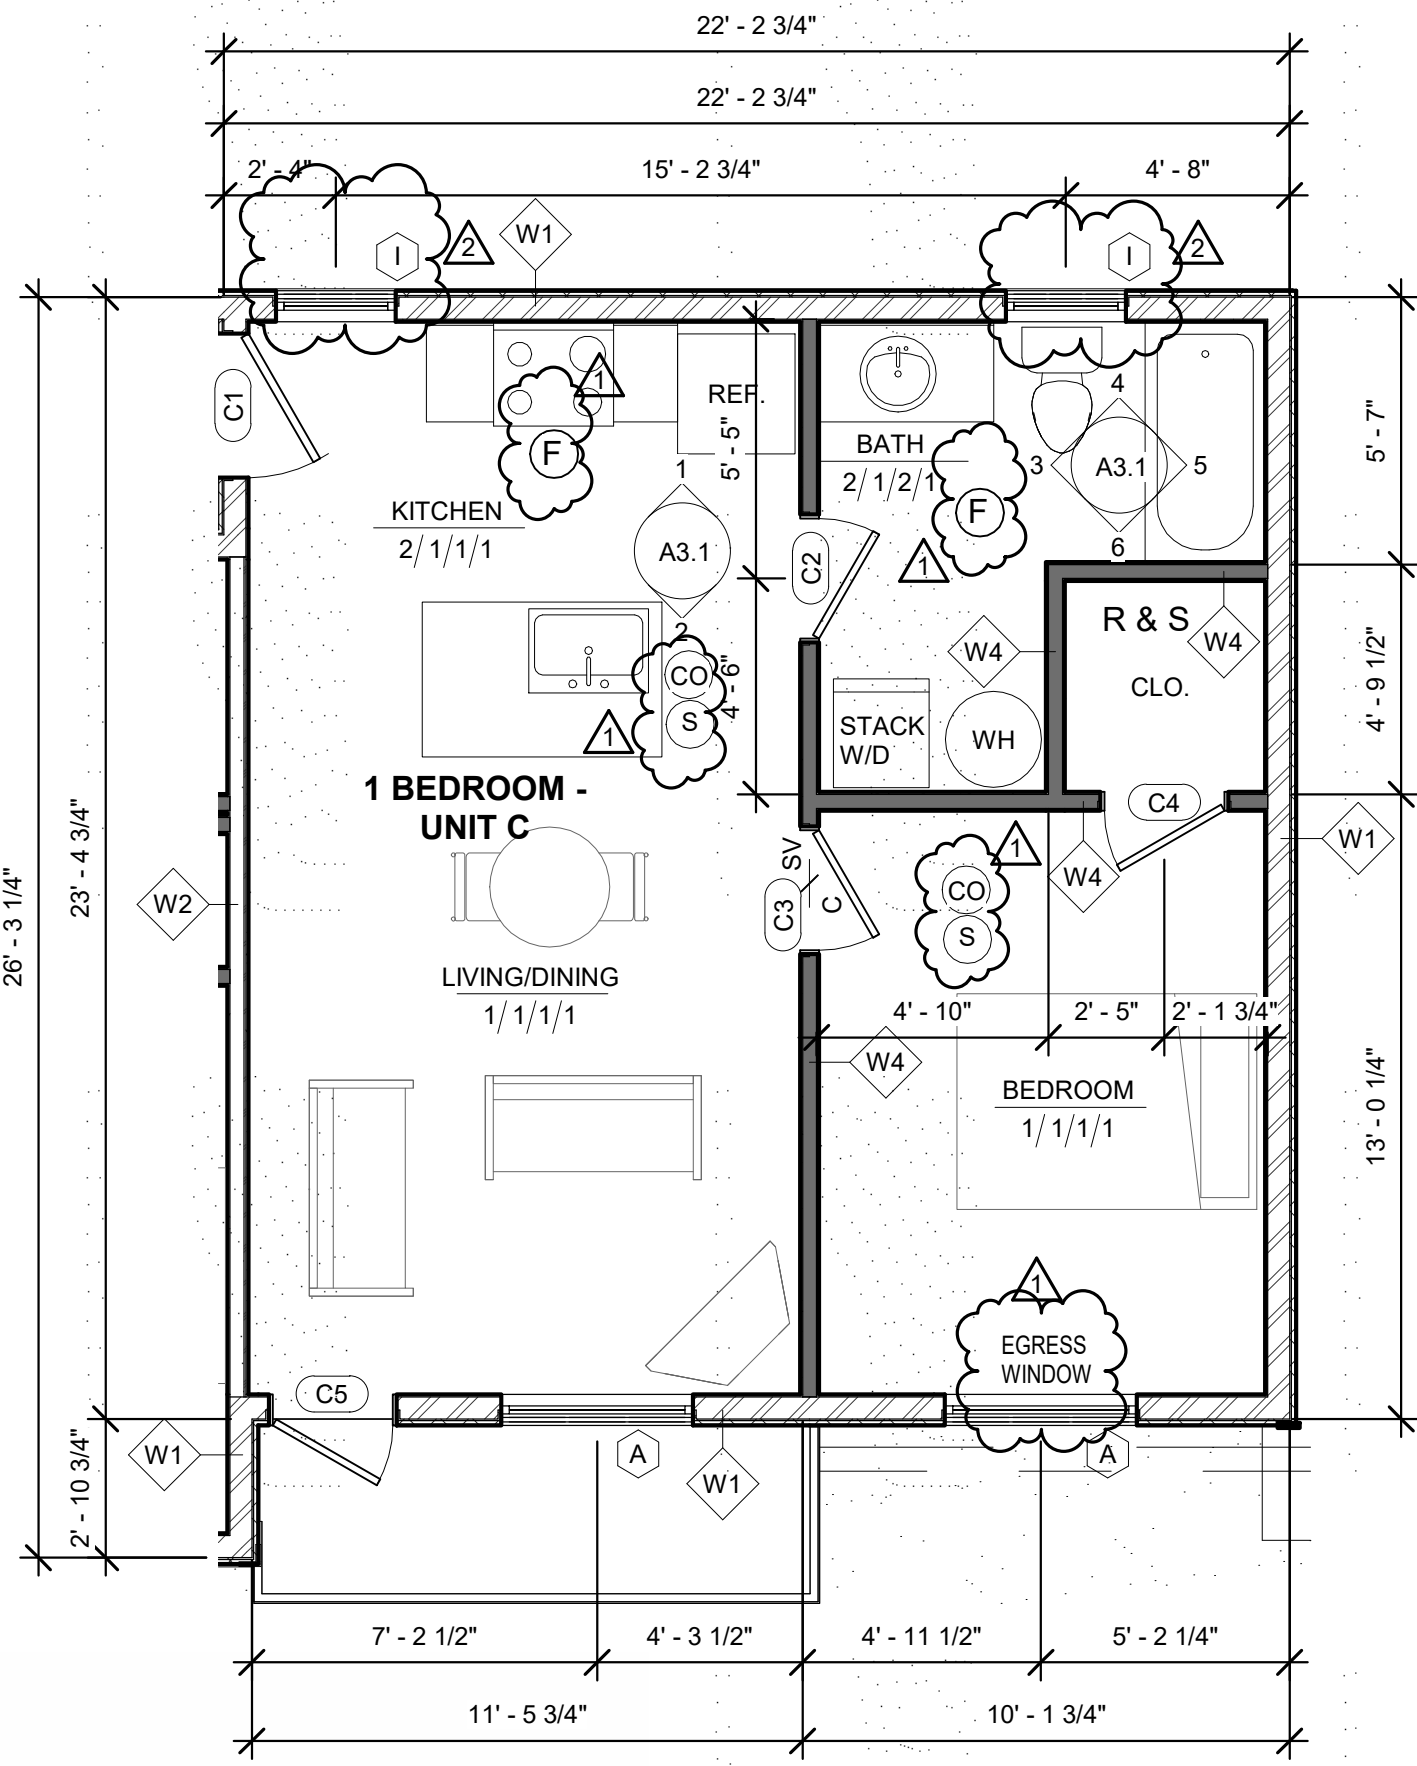 22' - 2 3/4"
22' - 2 3/4"
2' - 4"
15' - 2 3/4"
4' - 8"
I
2
W1
I
2
C1
1
REF.
F
5' - 5"
1
KITCHEN
2/1/1/1
A3.1
2
BATH
2/1/2/1
F
1
4
3
A3.1
5
6
5' - 7"
C2
R & S
W4
W4
CLO.
4' - 9 1/2"
CO
S
4' - 6"
1
STACK
W/D
WH
1 BEDROOM -
UNIT C
C4
W1
W4
1
CO
S
SV
C
C3
W2
23' - 4 3/4"
26' - 3 1/4"
LIVING/DINING
1/1/1/1
4' - 10"
2' - 5"
2' - 1 3/4"
W4
BEDROOM
1/1/1/1
13' - 0 1/4"
1
EGRESS
WINDOW
C5
W1
A
W1
A
2' - 10 3/4"
7' - 2 1/2"
4' - 3 1/2"
4' - 11 1/2"
5' - 2 1/4"
11' - 5 3/4"
10' - 1 3/4"